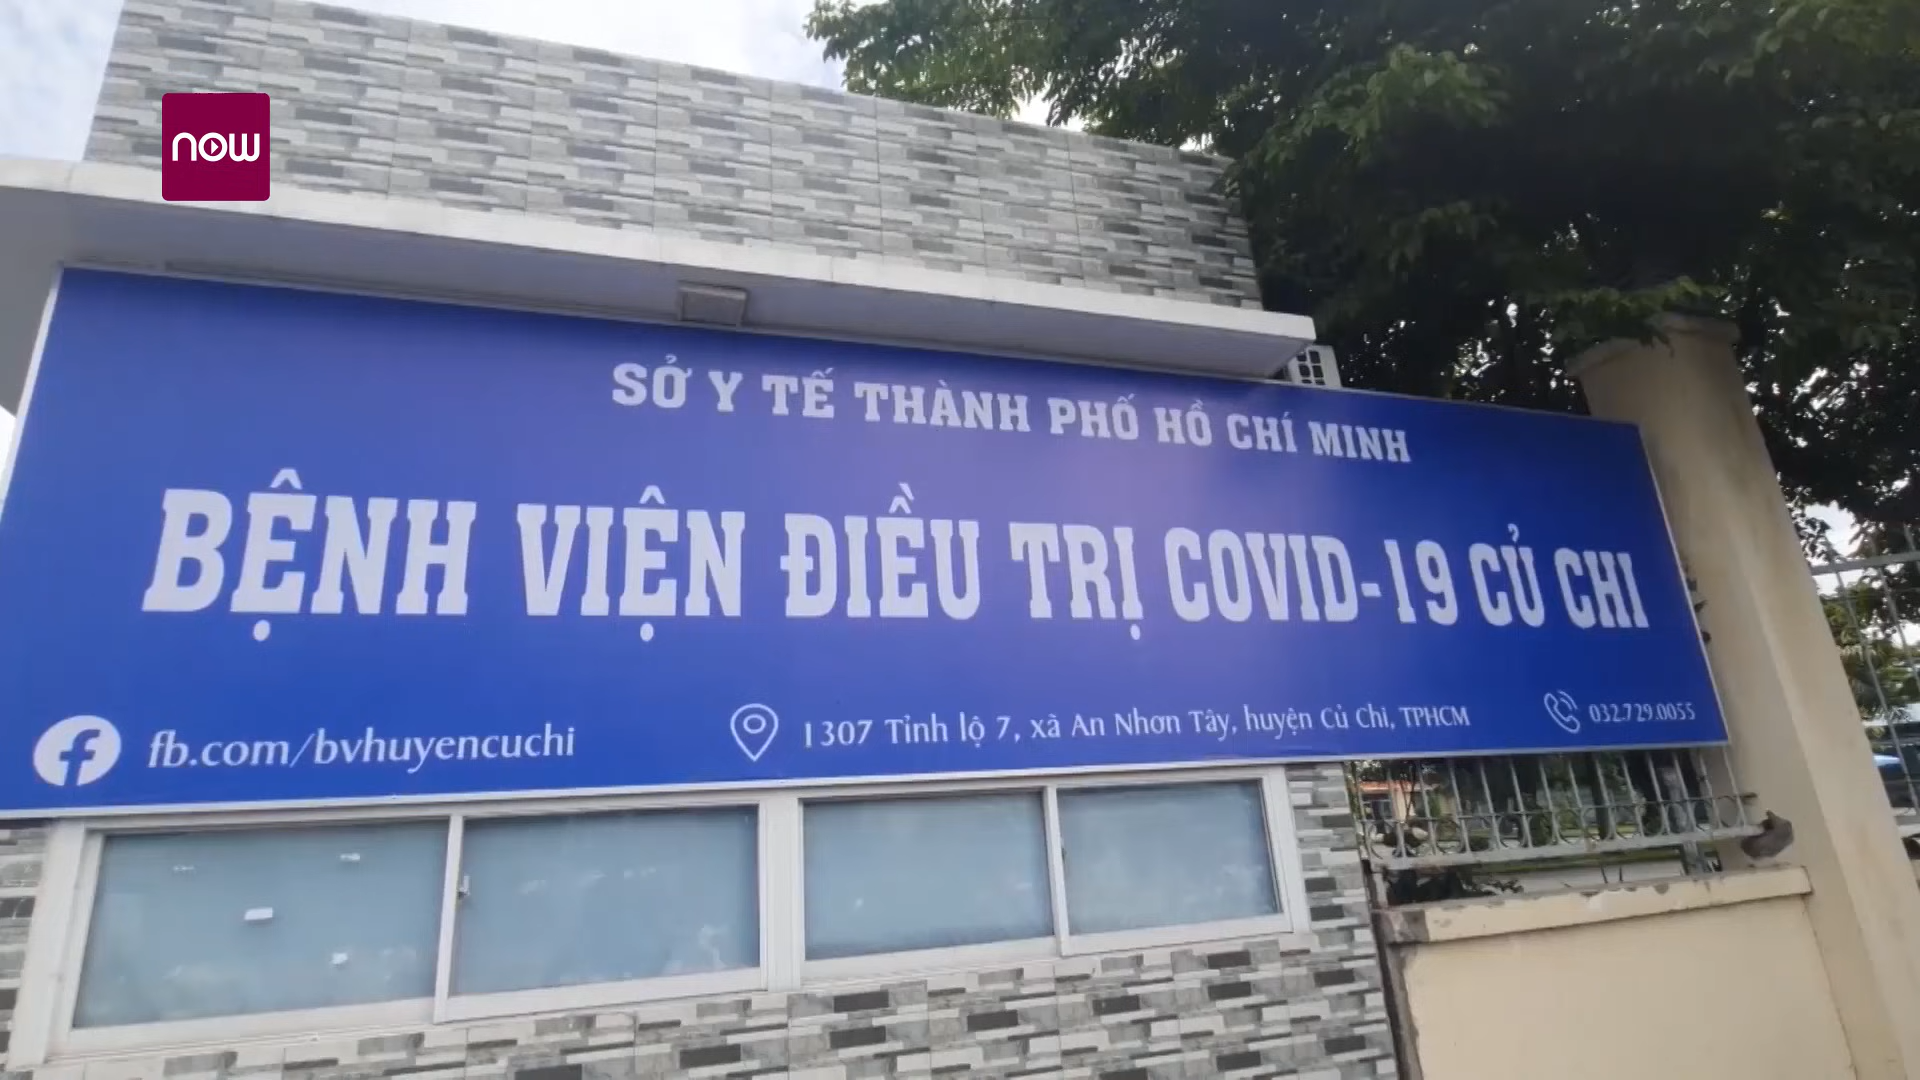 now
SỞ Y TẾ THÀNH PHỐ HỒ CHÍ MINH
BỆNH VIỆN ĐIỀU TRỊ COVID-19 CỦ CHI
fb.com/bvhuyencuchi
1307 Tỉnh lộ 7, xã An Nhơn Tây, huyện Củ Chi, TPHCM
032.729.0055